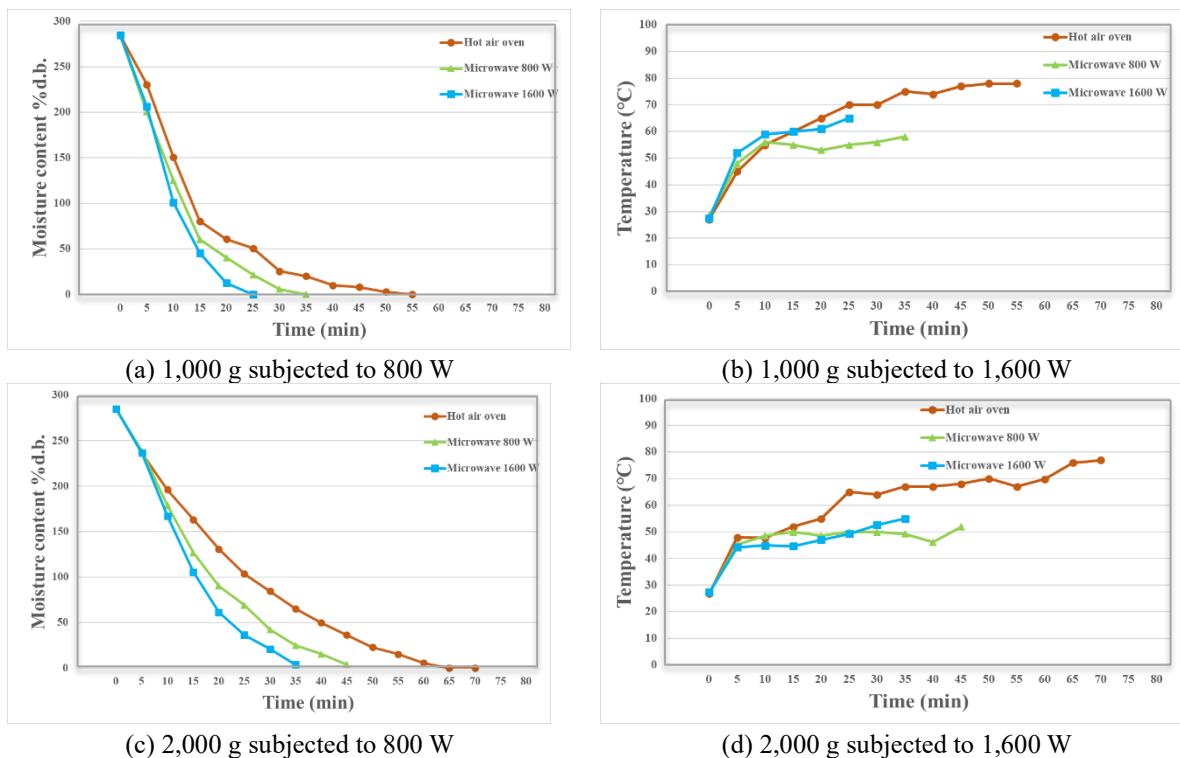 300
250
200
150
100
50
0
Moisture content %d.b.
Hot air oven
Microwave 800 W
Microwave 1600 W
0 5 10 15 20 25 30 35 40 45 50 55 60 65 70 80
Time (min)
(a) 1,000 g subjected to 800 W
100
90
80
70
60
50
40
30
20
10
0
Temperature (°C)
Hot air oven
Microwave 800 W
Microwave 1600 W
0 5 10 15 20 25 30 35 40 45 50 55 60 65 70 80
Time (min)
(b) 1,000 g subjected to 1,600 W
300
250
200
150
100
50
0
Moisture content %d.b.
Hot air oven
Microwave 800 W
Microwave 1600 W
0 5 10 15 20 25 30 35 40 45 50 55 60 65 70 80
Time (min)
(c) 2,000 g subjected to 800 W
100
90
80
70
60
50
40
30
20
10
0
Temperature (°C)
Hot air oven
Microwave 800 W
Microwave 1600 W
0 5 10 15 20 25 30 35 40 45 50 55 60 65 70 80
Time (min)
(d) 2,000 g subjected to 1,600 W